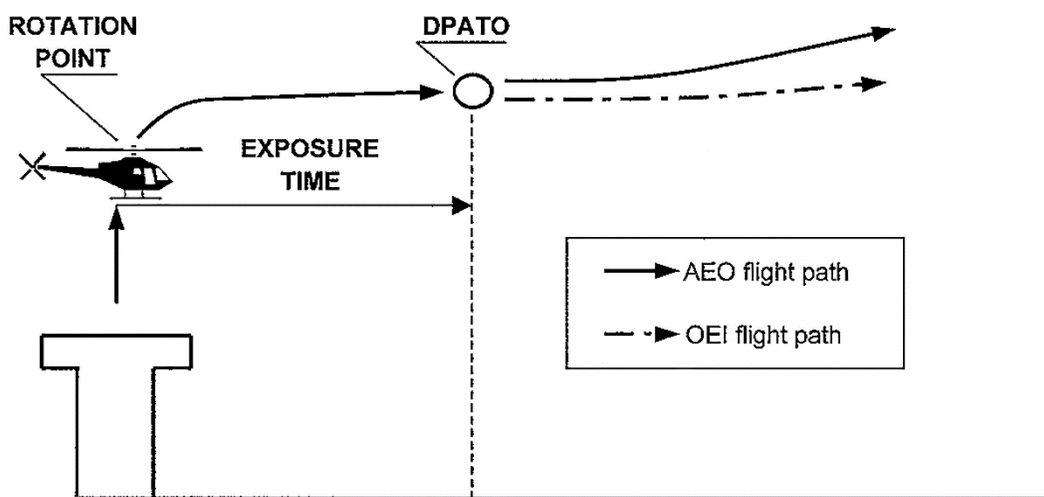 ROTATION
POINT
DPATO
EXPOSURE
TIME
AEO flight path
OEI flight path